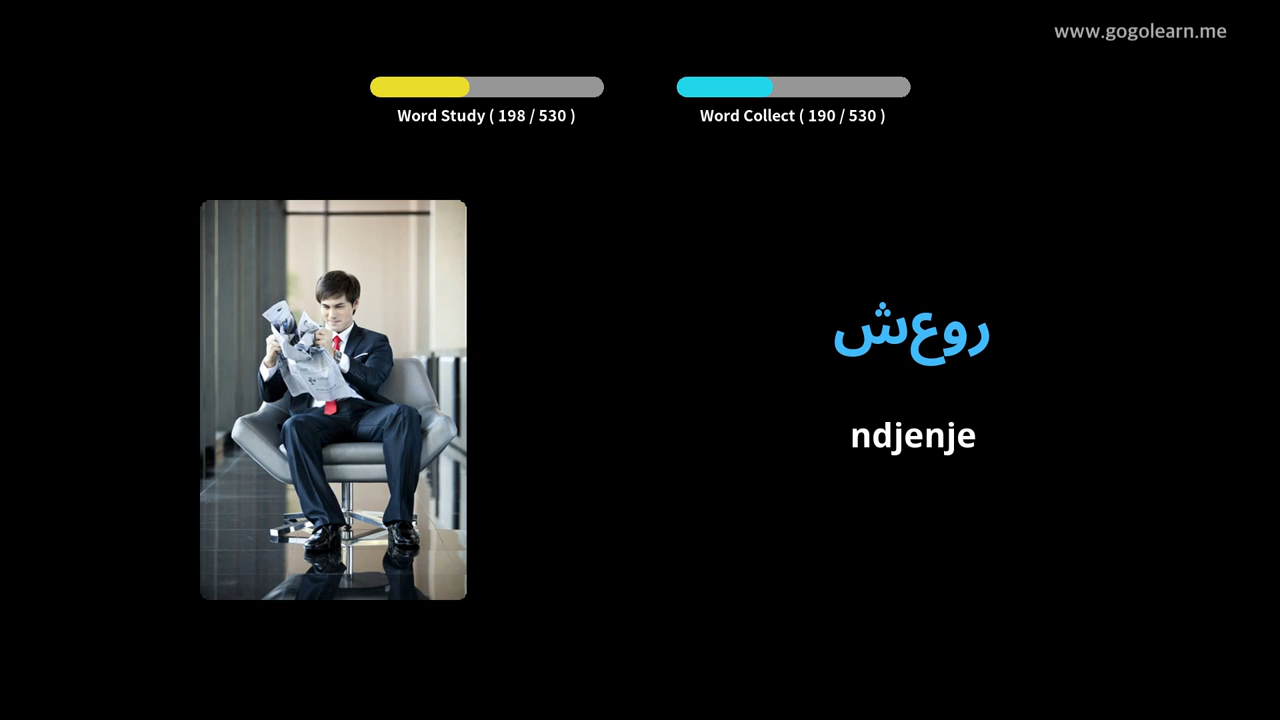 www.gogolearn.me
Word Study ( 198 / 530 )
Word Collect ( 190 / 530 )
روعش
ndjenje